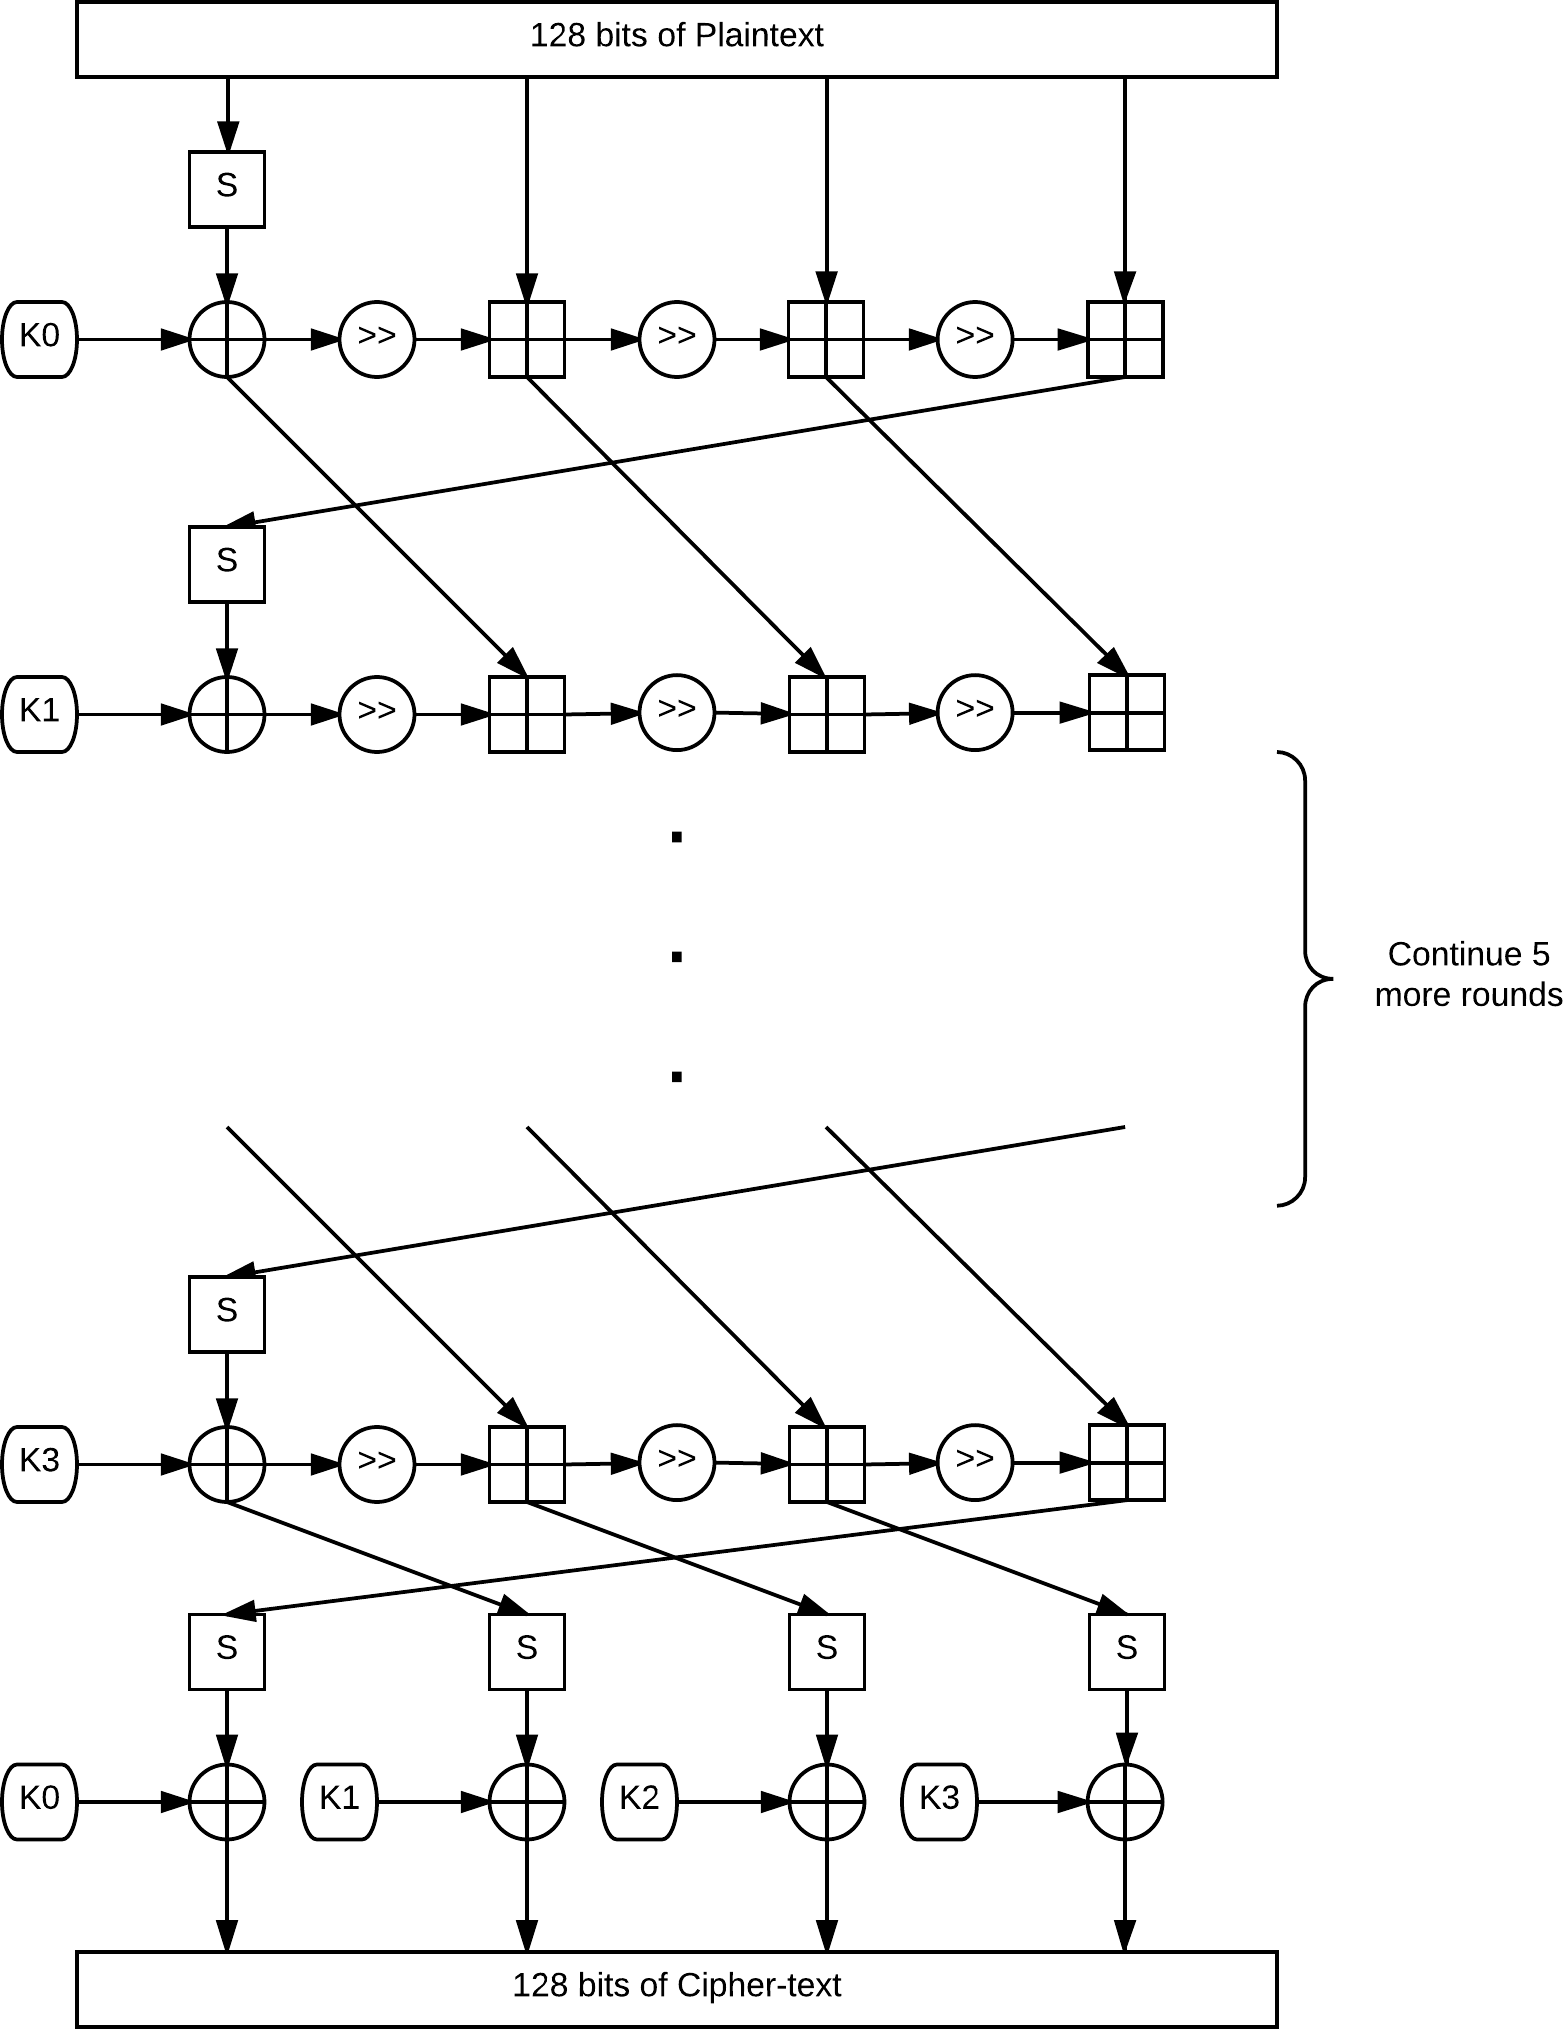 128 bits of Plaintext
S
K0
>>
>>
>>
S
K1
>>
>>
>>
.
.
.
Continue 5
more rounds
S
K3
>>
>>
>>
S
S
S
S
K0
K1
K2
K3
128 bits of Cipher-text